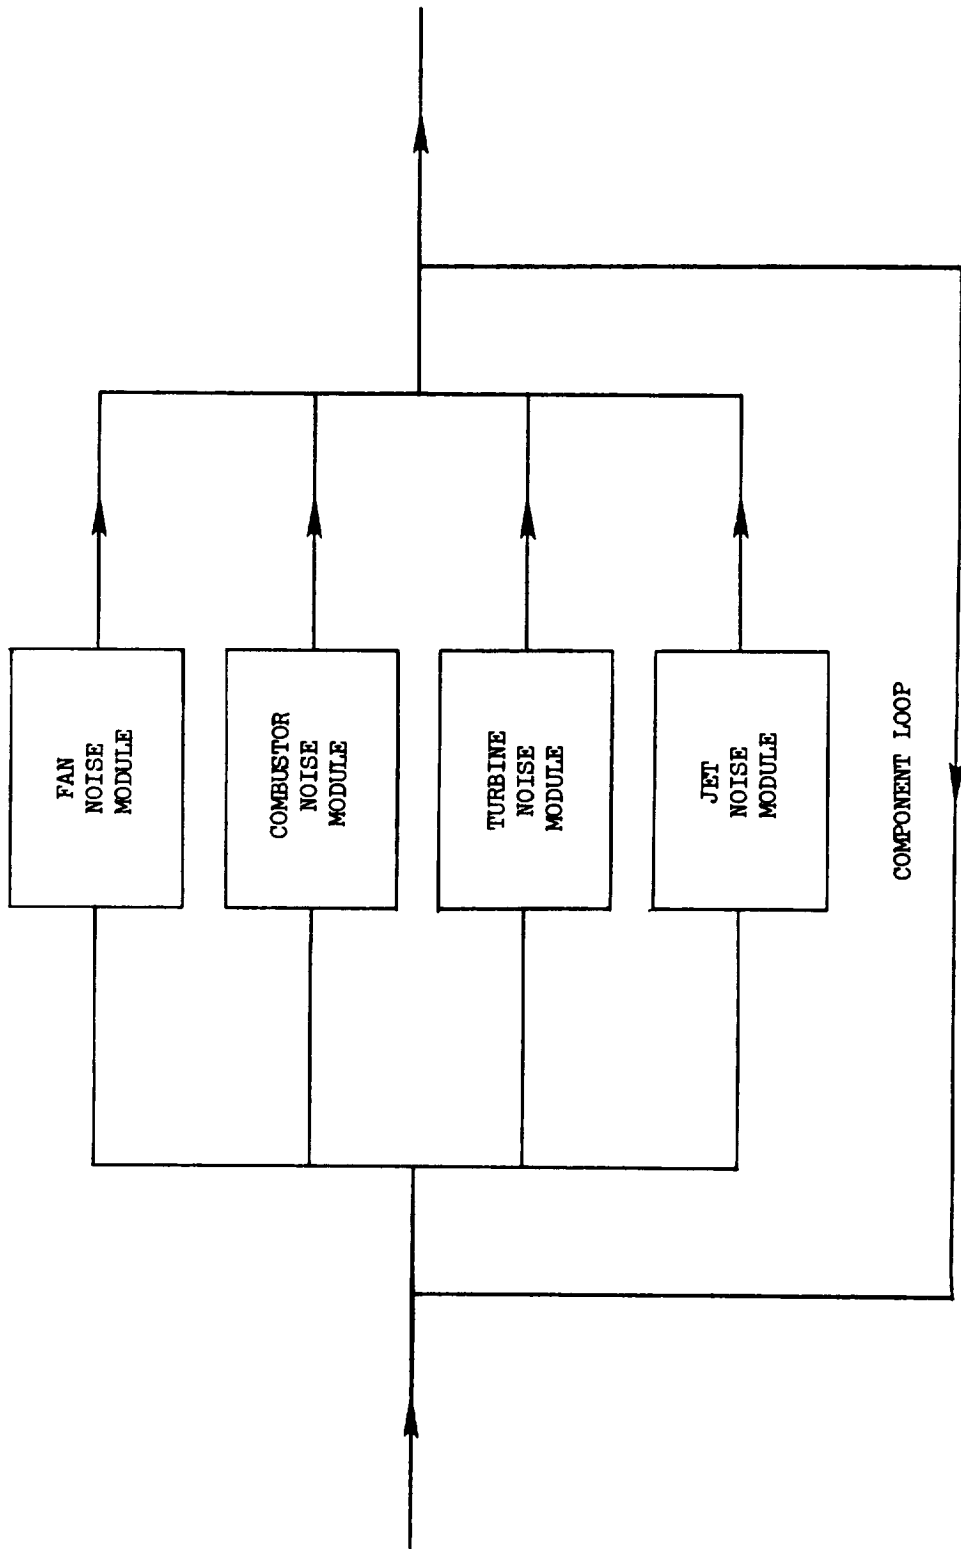 FAN
NOISE
MODULE
COMBUSTOR
NOISE
MODULE
TURBINE
NOISE
MODULE
JET
NOISE
MODULE
COMPONENT LOOP